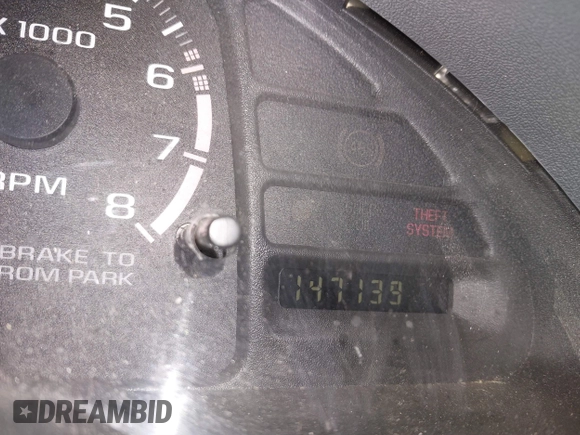 5
X 1000
6
7
RPM
8
THEFT
SYSTEM
BRAKE TO
ROM PARK
147139
DREAMBID